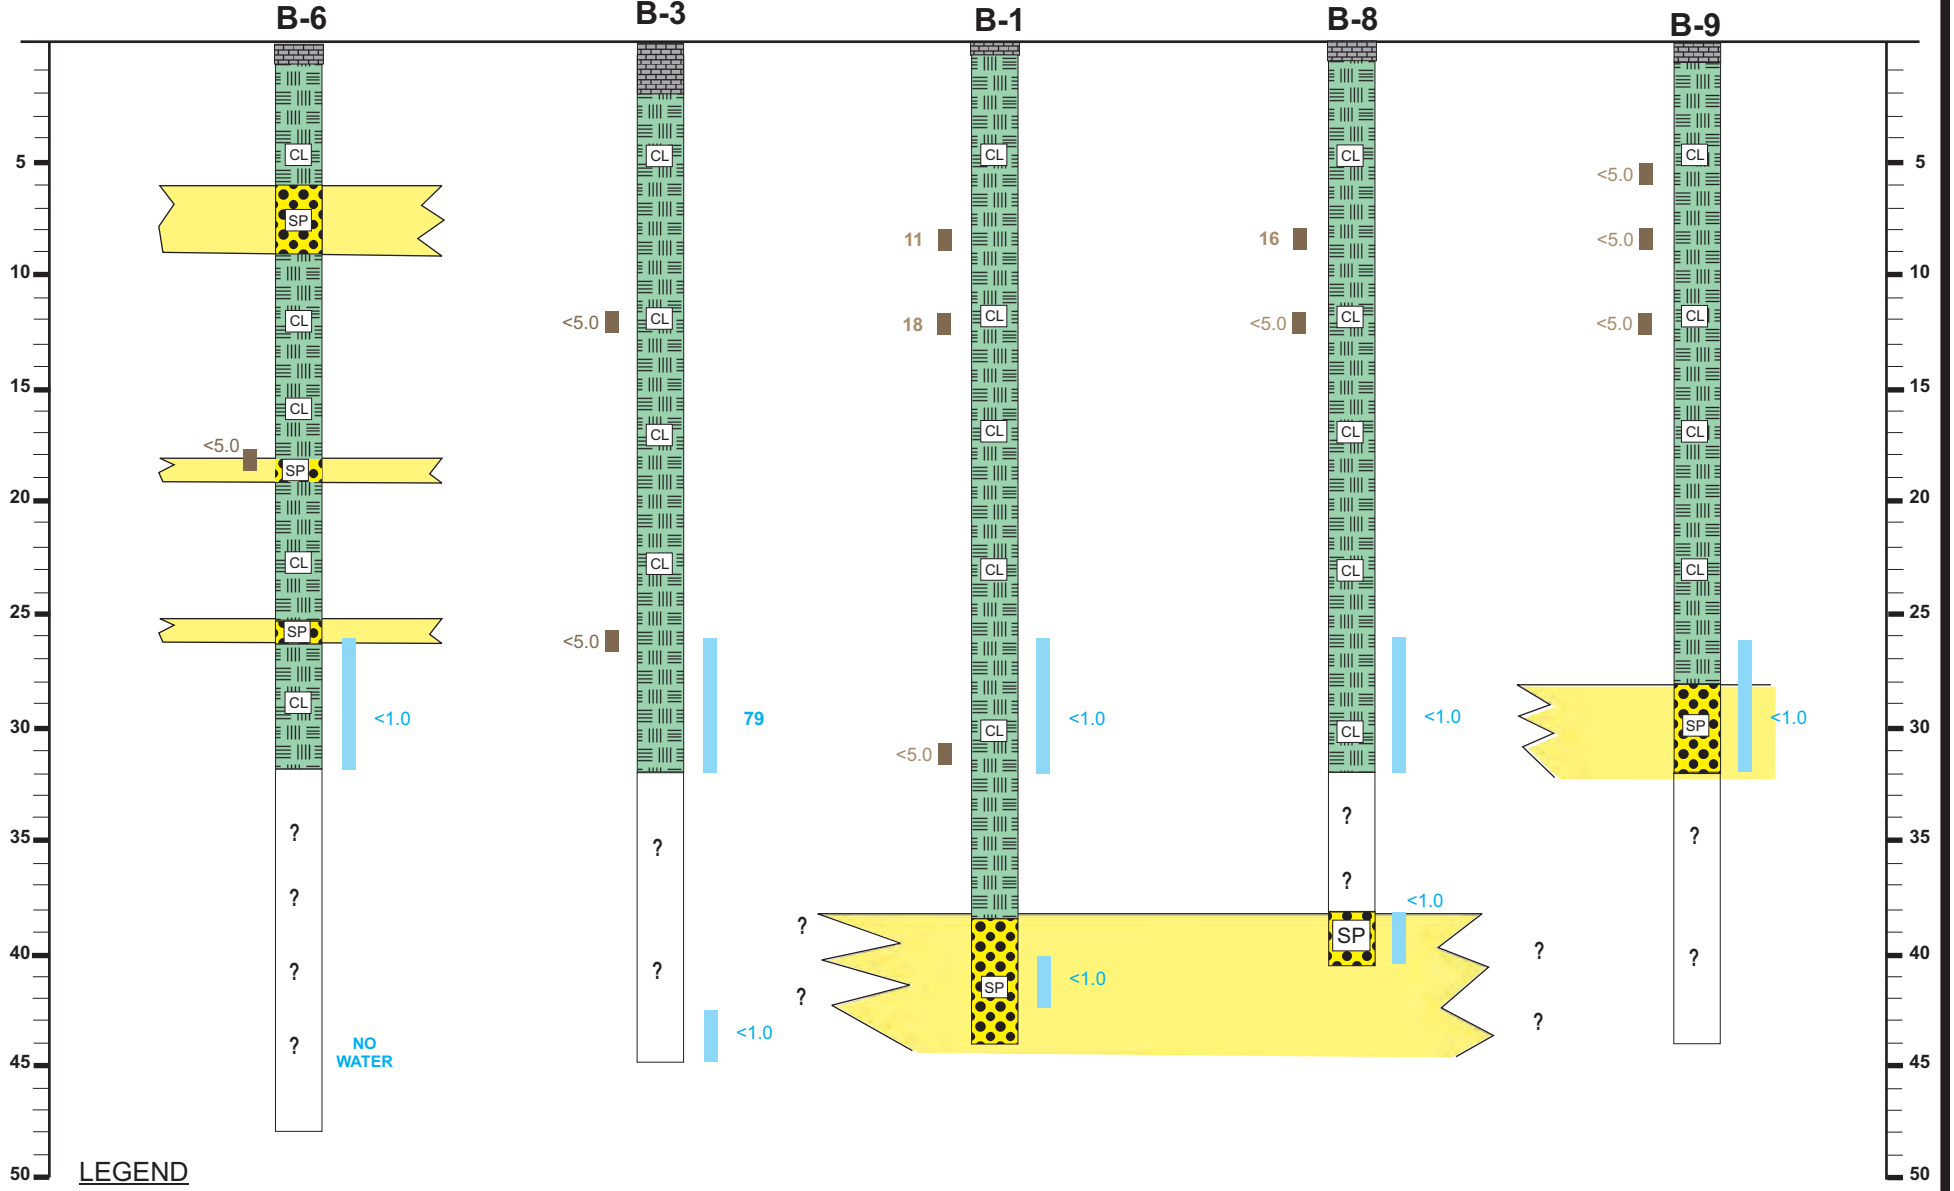 B-6 B-3 B-1 B-8 B-9
CL CL CL CL CL
5 5
<5.0
SP
11 16 <5.0
10 10
CL CL CL CL CL
<5.0 18 <5.0 <5.0
15 15
CL CL CL CL CL
<5.0
SP
20 20
CL CL CL CL CL
25 25
SP
<5.0
CL
<1.0 79 <1.0 <1.0 <1.0
30 SP 30
CL CL
<5.0
? ?
35 ? ? ? 35
? ?
<1.0
? SP
40 ? ? ? 40
? <1.0
? SP
? <1.0 ?
? NO
WATER
45 45
50 LEGEND 50